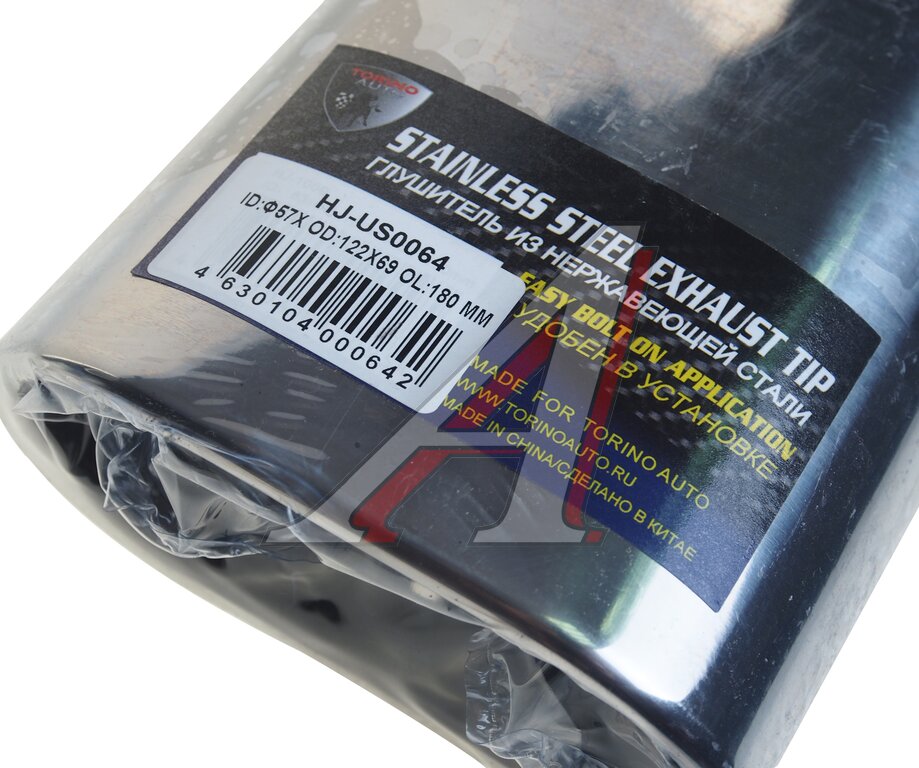 TORINO
AUTO
STAINLESS STEEL EXHAUST TIP
ГЛУШИТЕЛЬ ИЗ НЕРЖАВЕЮЩЕЙ СТАЛИ
EASY BOLT ON APPLICATION
УДОБЕН В УСТАНОВКЕ
HJ-US0064
ID:Φ57X OD:122X69 OL:180 MM
4 630104 000642
MADE FOR TORINO AUTO
WWW.TORINOAUTO.RU
MADE IN CHINA/СДЕЛАНО В КИТАЕ